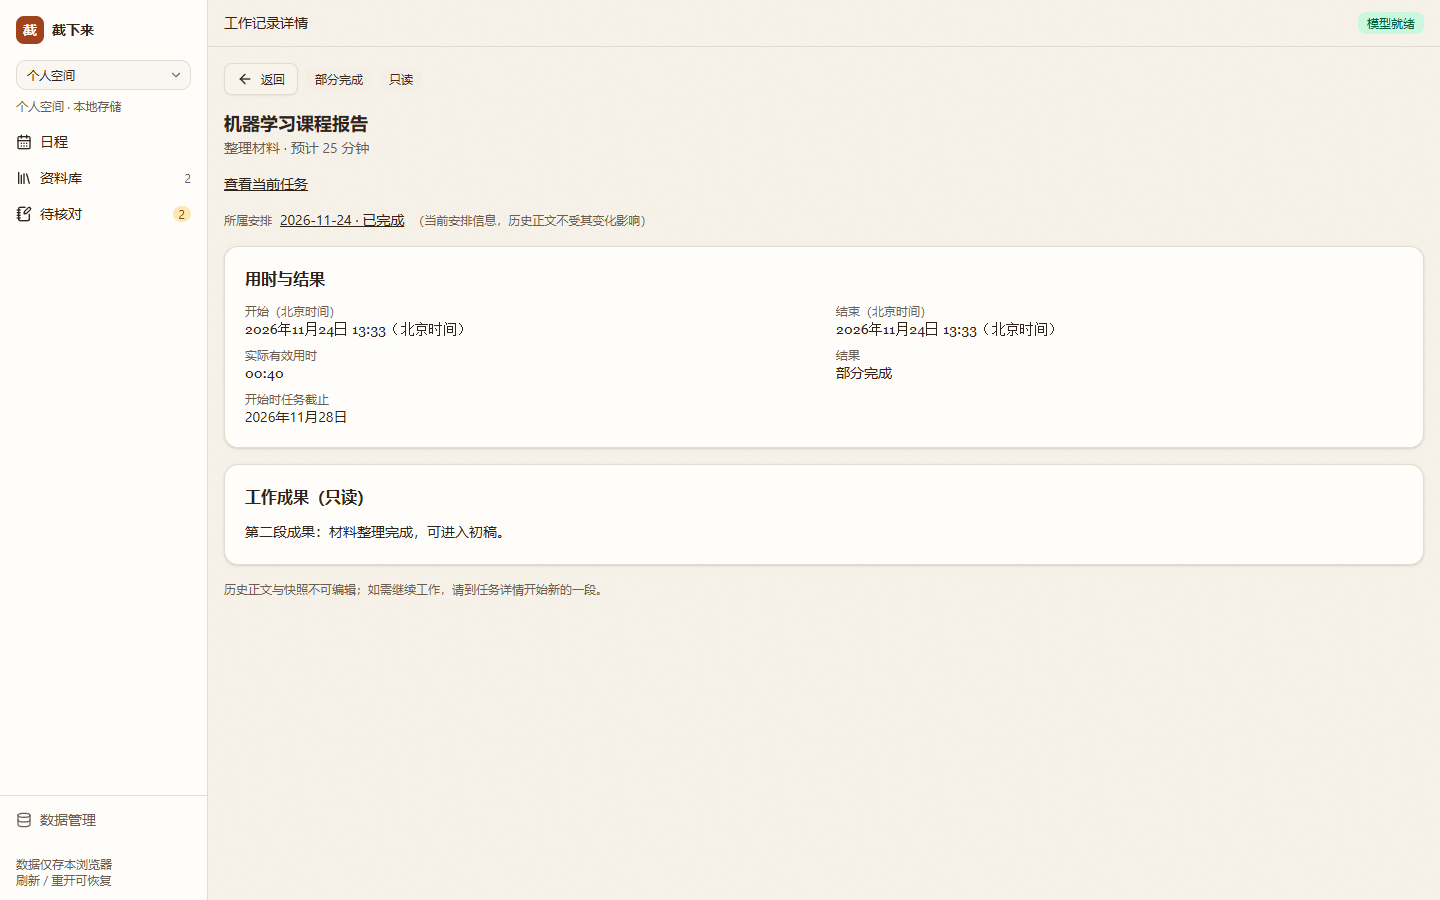 截 截下来
个人空间
个人空间 · 本地存储
日程
资料库 2
待核对 2
数据管理
数据仅存本浏览器
刷新 / 重开可恢复
工作记录详情
模型就绪
返回 部分完成 只读
机器学习课程报告
整理材料 · 预计 25 分钟
查看当前任务
所属安排 2026-11-24 · 已完成 （当前安排信息，历史正文不受其变化影响）
用时与结果
开始（北京时间）
2026年11月24日 13:33（北京时间）
结束（北京时间）
2026年11月24日 13:33（北京时间）
实际有效用时
00:40
结果
部分完成
开始时任务截止
2026年11月28日
工作成果（只读）
第二段成果：材料整理完成，可进入初稿。
历史正文与快照不可编辑；如需继续工作，请到任务详情开始新的一段。